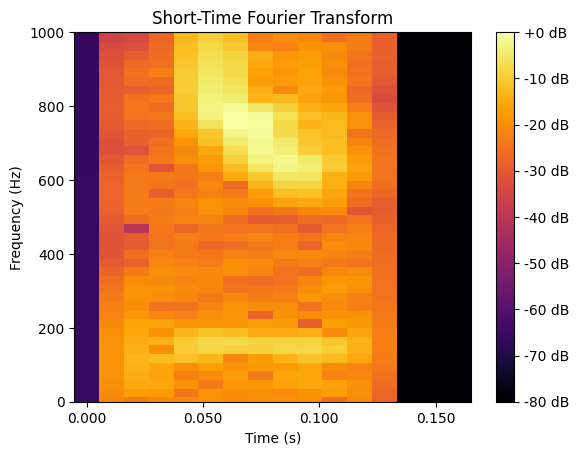 Short-Time Fourier Transform
1000
800
600
400
200
0
Frequency (Hz)
0.000
0.050
0.100
0.150
Time (s)
+0 dB
-10 dB
-20 dB
-30 dB
-40 dB
-50 dB
-60 dB
-70 dB
-80 dB